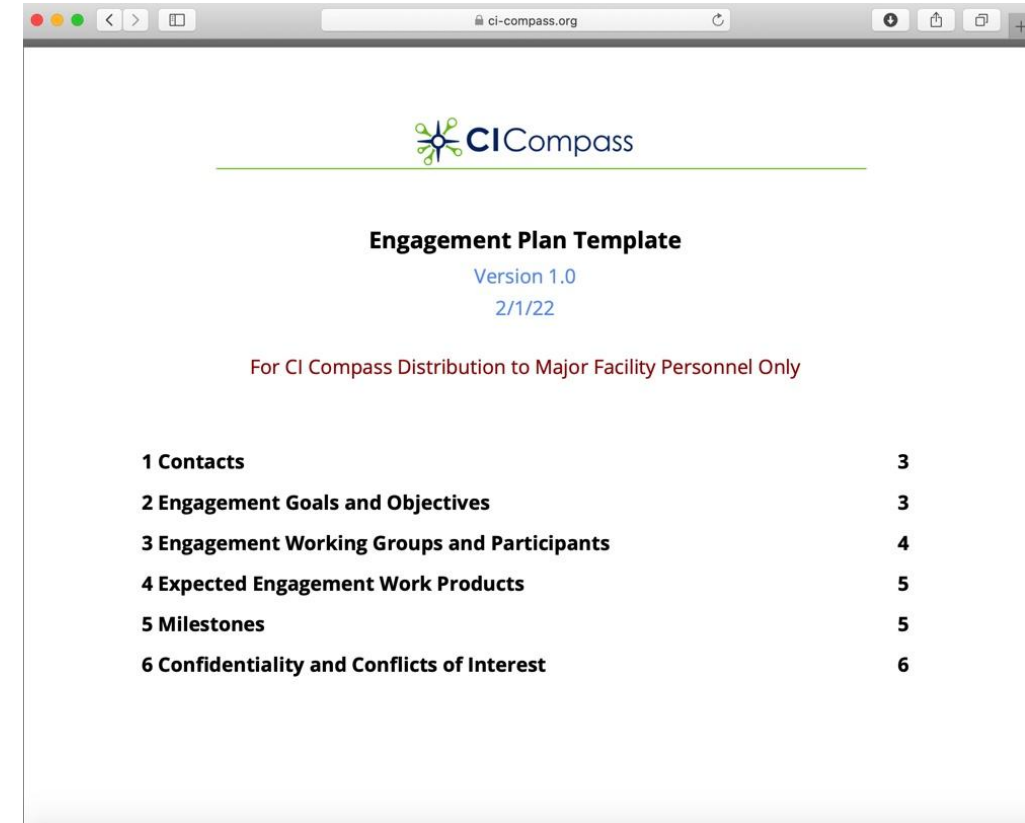 ci-compass.org
CICompass
Engagement Plan Template
Version 1.0
2/1/22
For CI Compass Distribution to Major Facility Personnel Only
1 Contacts 3
2 Engagement Goals and Objectives 3
3 Engagement Working Groups and Participants 4
4 Expected Engagement Work Products 5
5 Milestones 5
6 Confidentiality and Conflicts of Interest 6